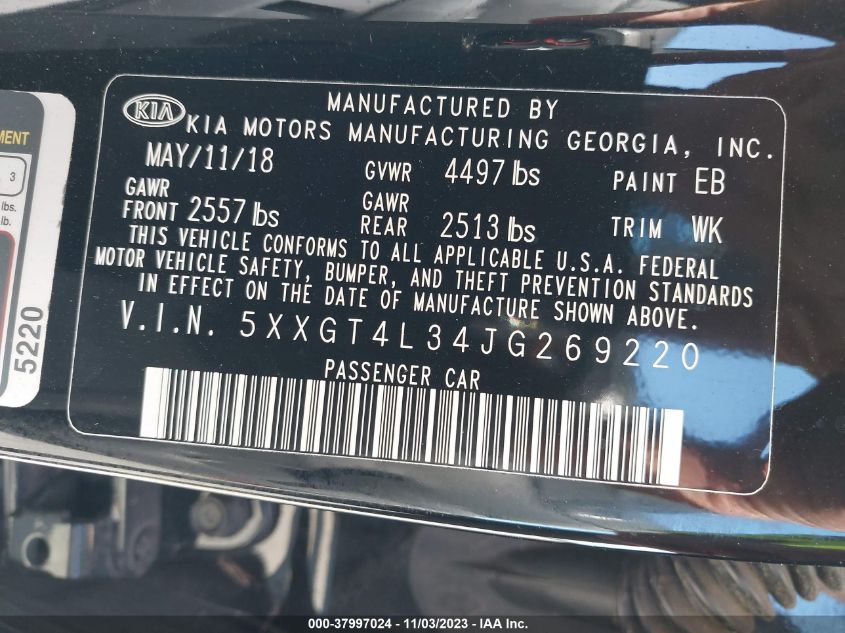 MANUFACTURED BY
KIA KIA MOTORS MANUFACTURING GEORGIA, INC.
MAY/11/18 GVWR 4497 lbs PAINT EB
GAWR FRONT 2557 lbs GAWR REAR 2513 lbs TRIM WK
THIS VEHICLE CONFORMS TO ALL APPLICABLE U.S.A. FEDERAL
MOTOR VEHICLE SAFETY, BUMPER, AND THEFT PREVENTION STANDARDS
IN EFFECT ON THE DATE OF MANUFACTURE SHOWN ABOVE.
V.I.N. 5XXGT4L34JG269220
PASSENGER CAR
MENT
3
lbs.
lb.
5220
000-37997024 - 11/03/2023 - IAA Inc.